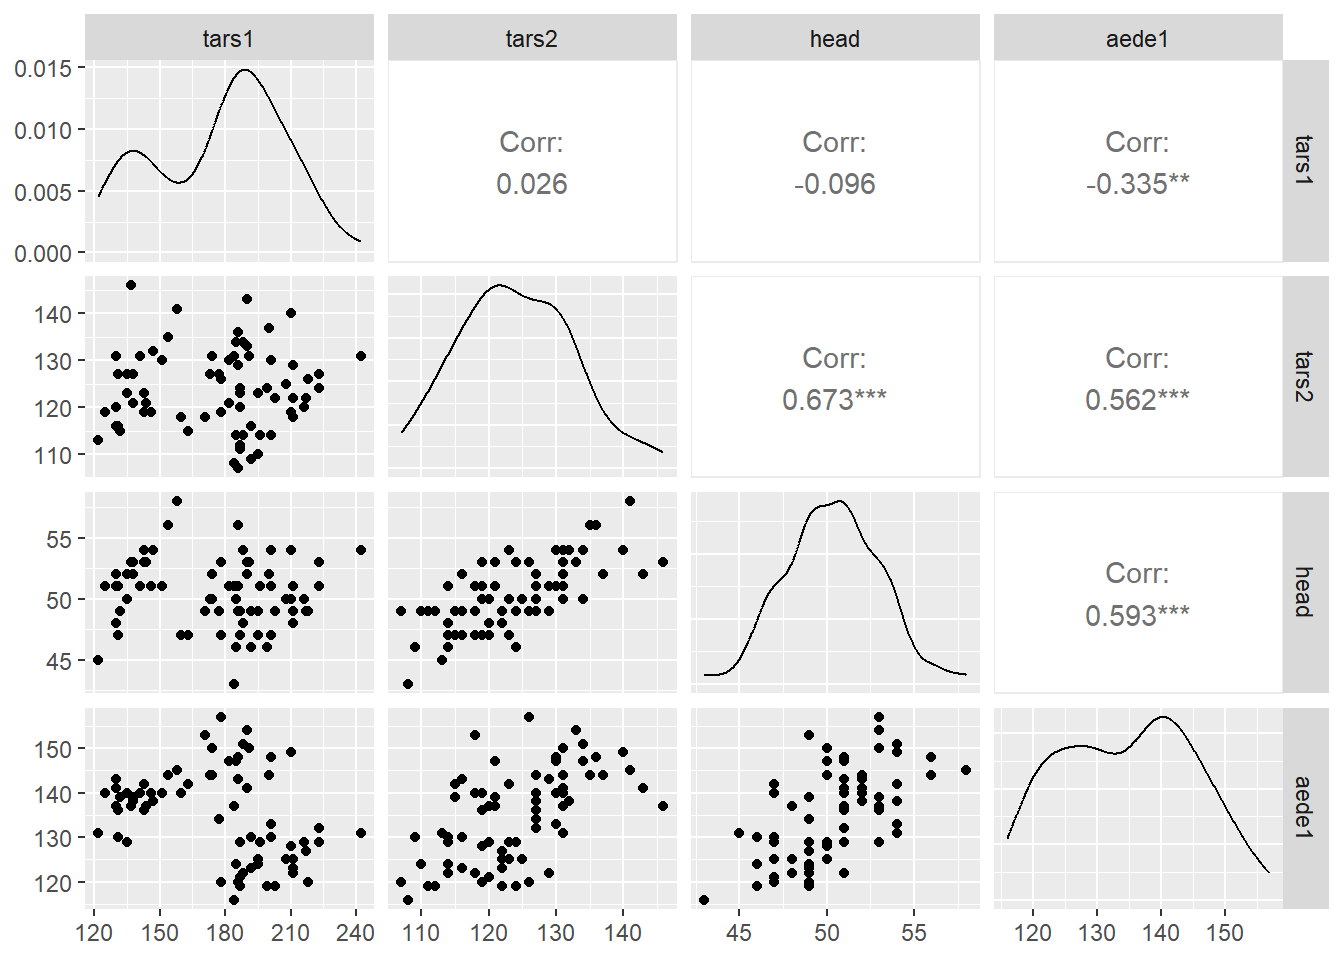 tars1 tars2 head aede1
0.015
0.010
0.005
0.000
Corr:
0.026
Corr:
-0.096
Corr:
-0.335**
tars1
140
130
120
110
Corr:
0.673***
Corr:
0.562***
tars2
55
50
45
Corr:
0.593***
head
150
140
130
120
aede1
120 150 180 210 240 110 120 130 140 45 50 55 120 130 140 150